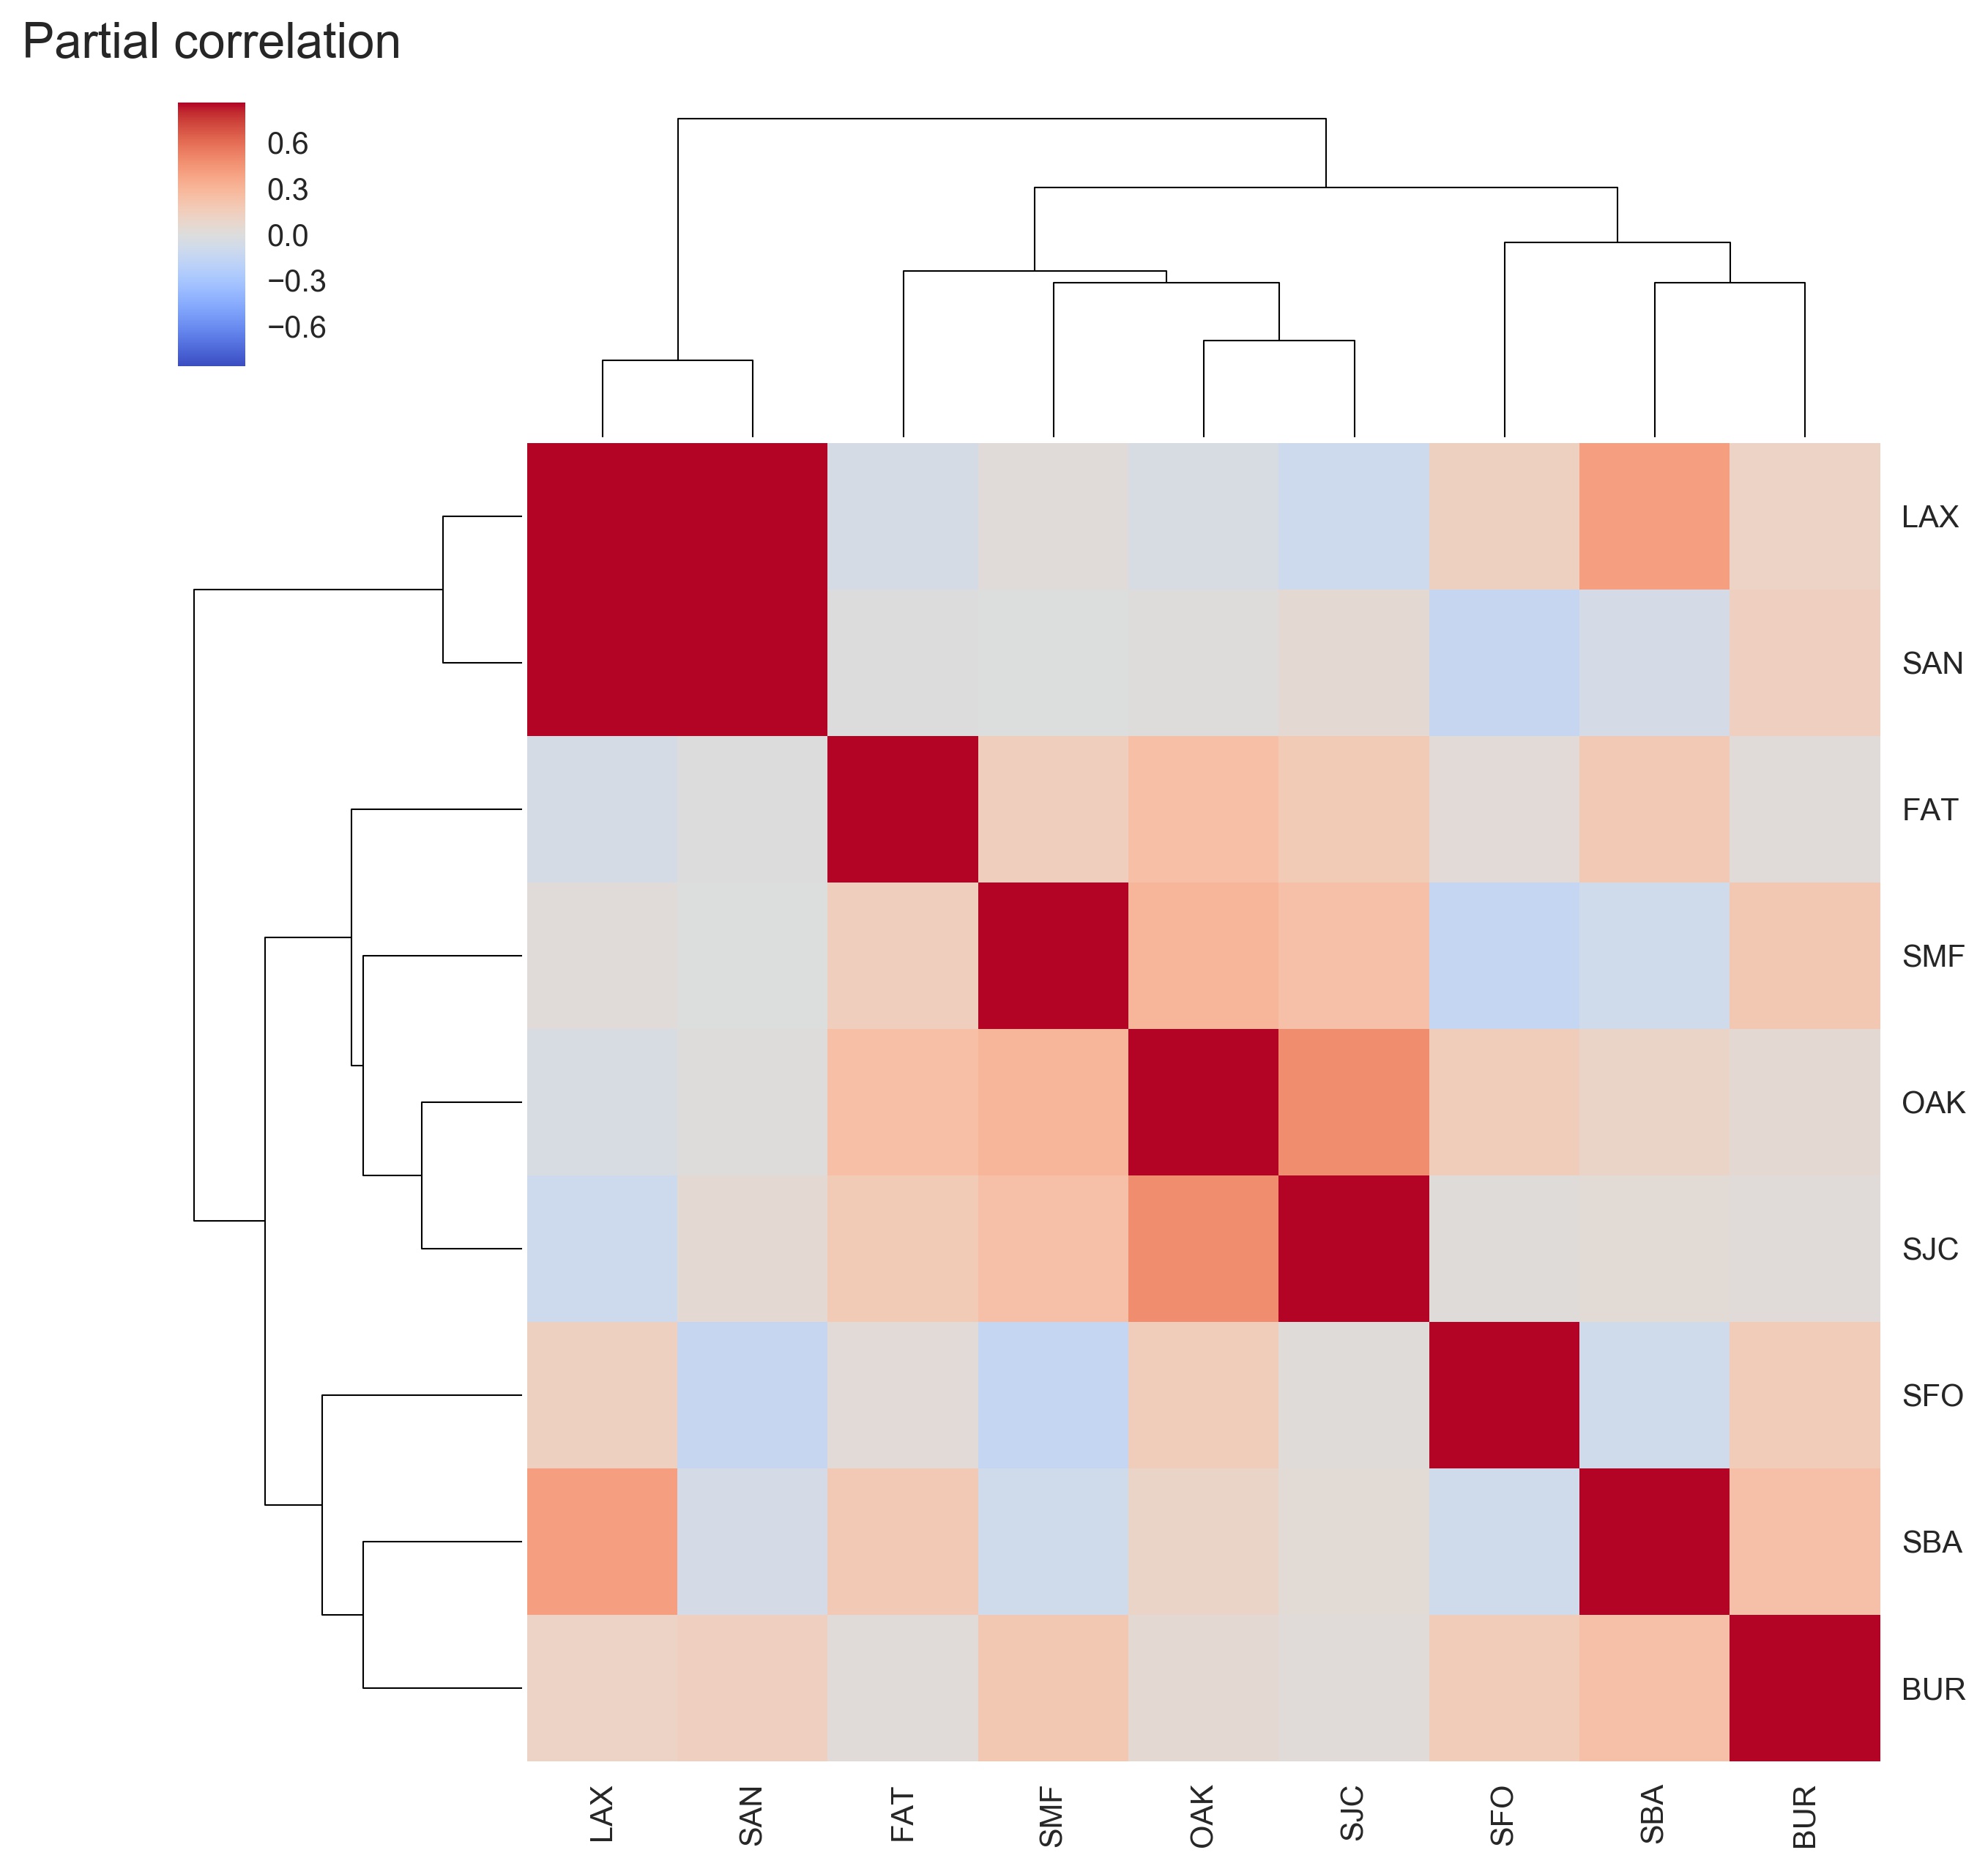 Partial correlation
0.6
0.3
0.0
−0.3
−0.6
LAX
SAN
FAT
SMF
OAK
SJC
SFO
SBA
BUR
LAX
SAN
FAT
SMF
OAK
SJC
SFO
SBA
BUR